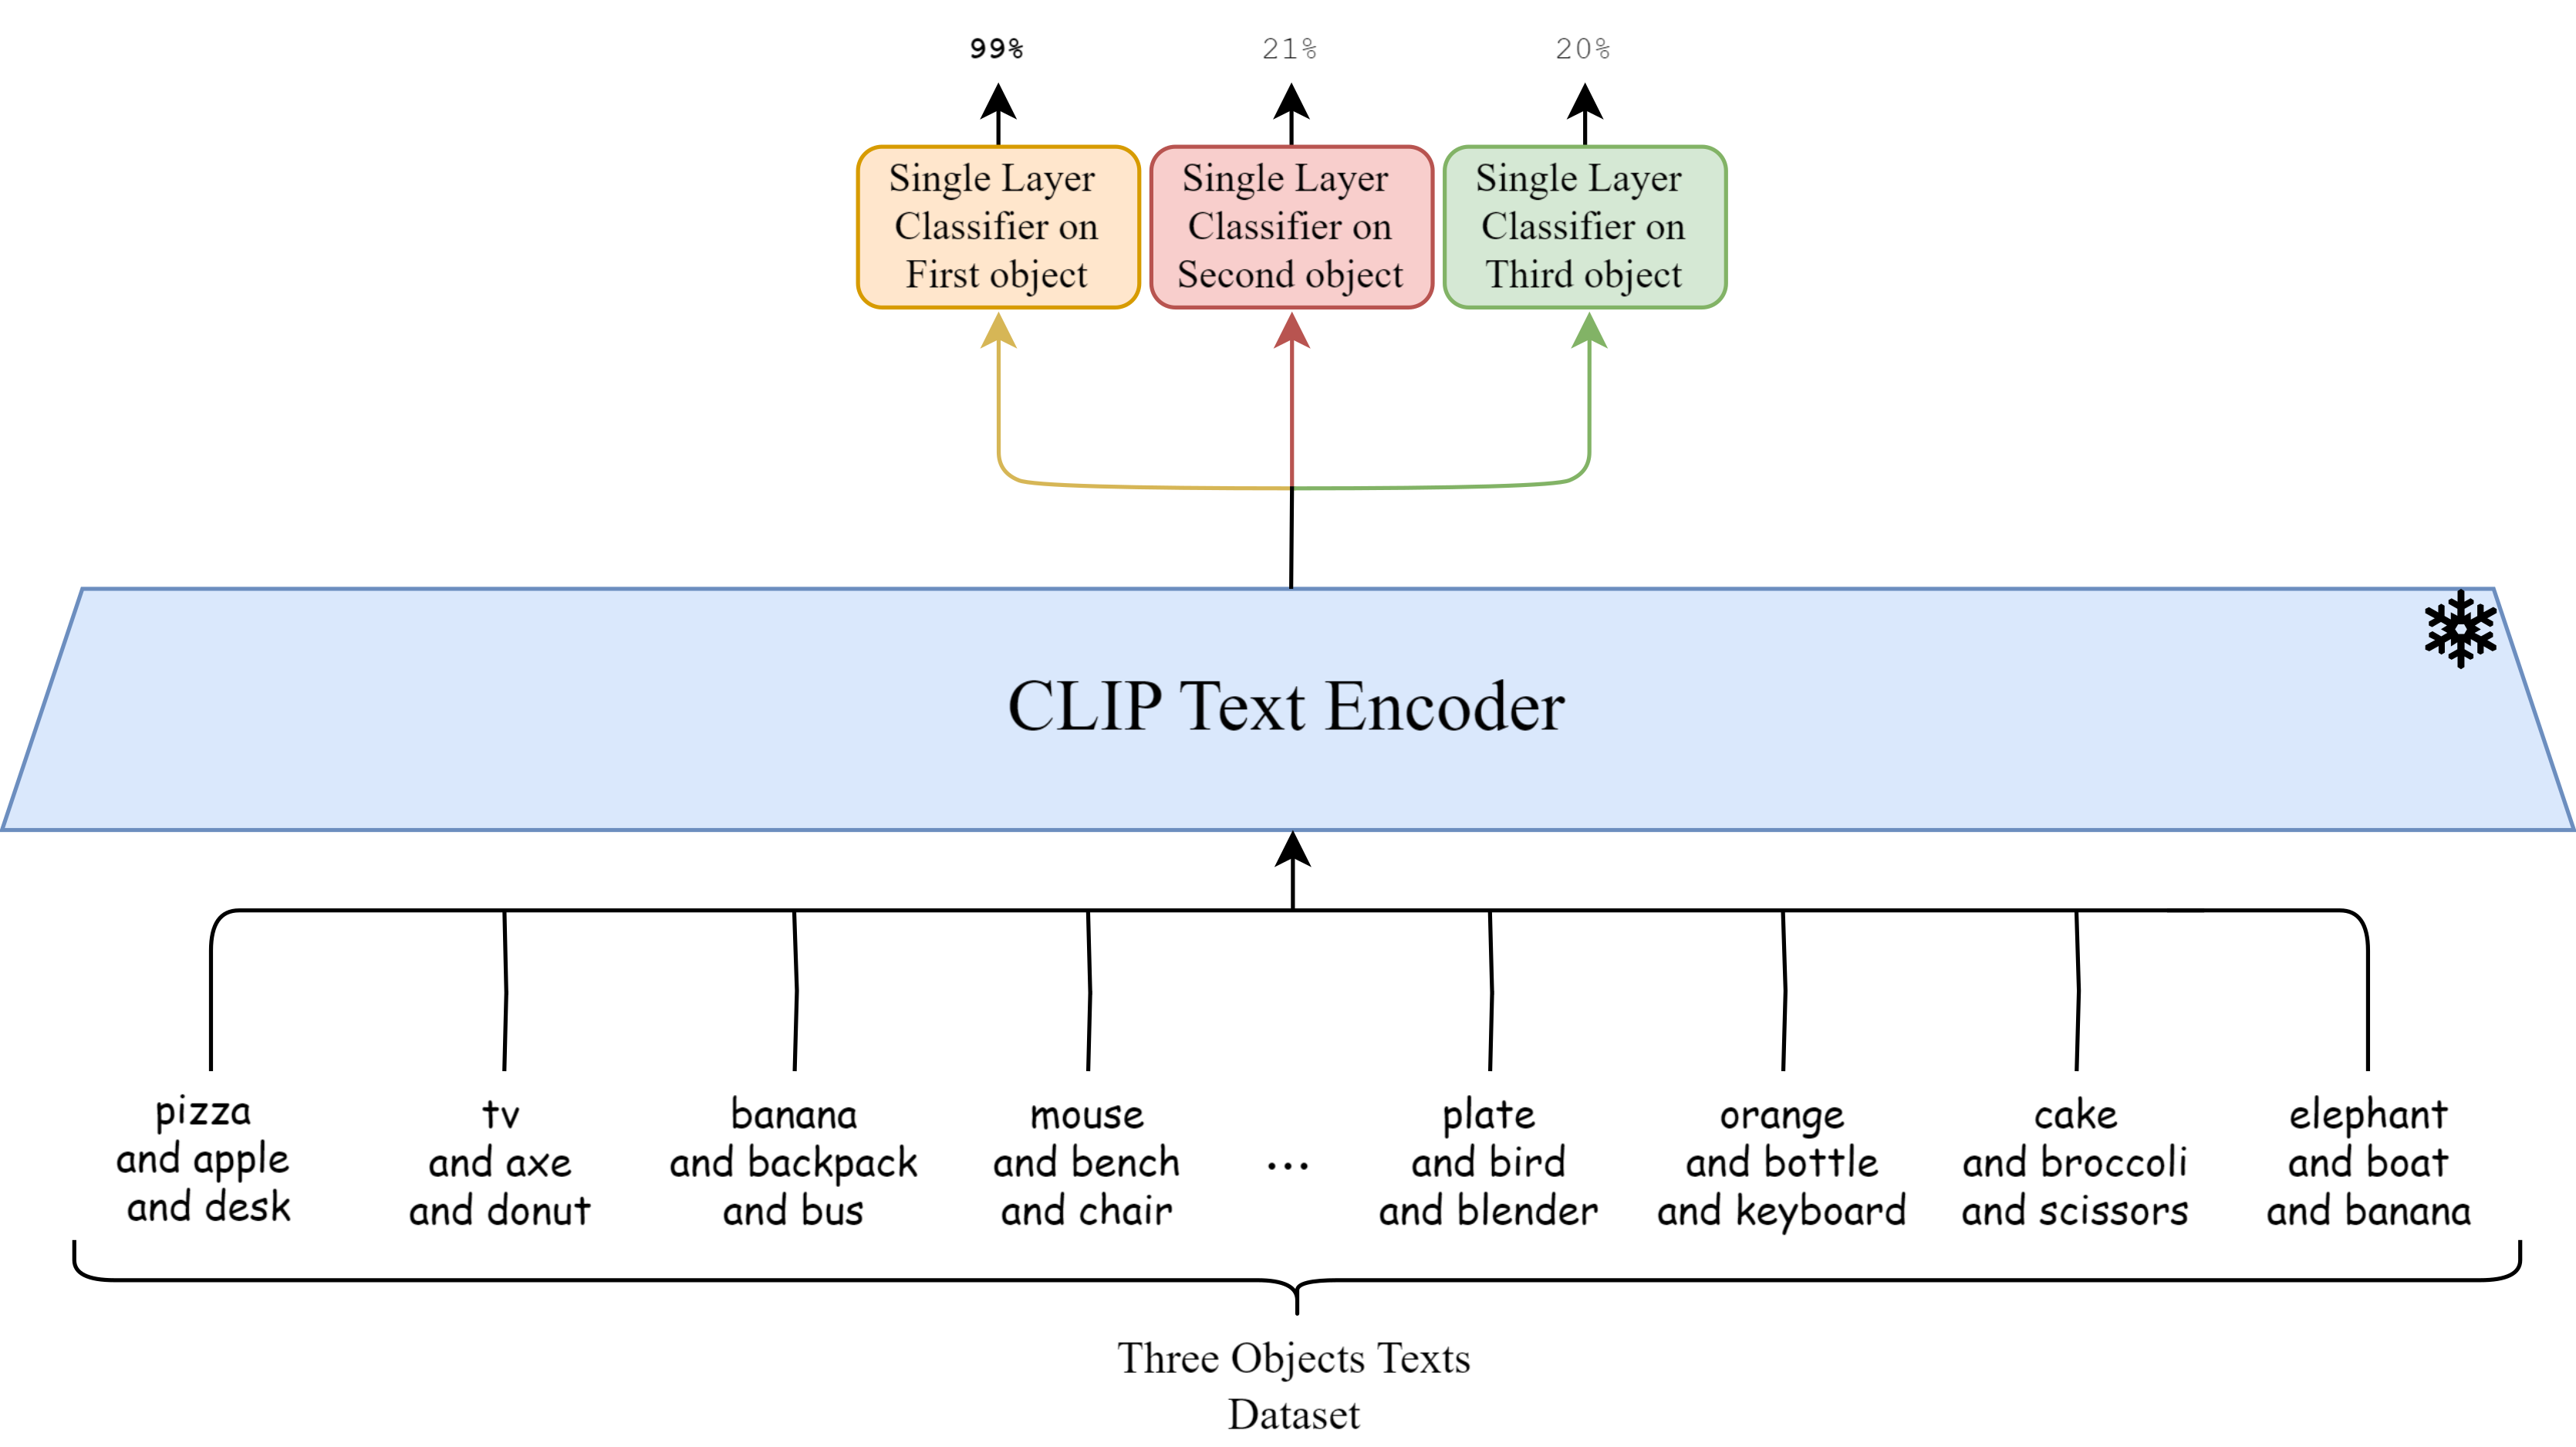 99%
21%
20%
Single Layer
Classifier on
First object
Single Layer
Classifier on
Second object
Single Layer
Classifier on
Third object
CLIP Text Encoder
pizza
and apple
and desk
tv
and axe
and donut
banana
and backpack
and bus
mouse
and bench
and chair
...
plate
and bird
and blender
orange
and bottle
and keyboard
cake
and broccoli
and scissors
elephant
and boat
and banana
Three Objects Texts
Dataset